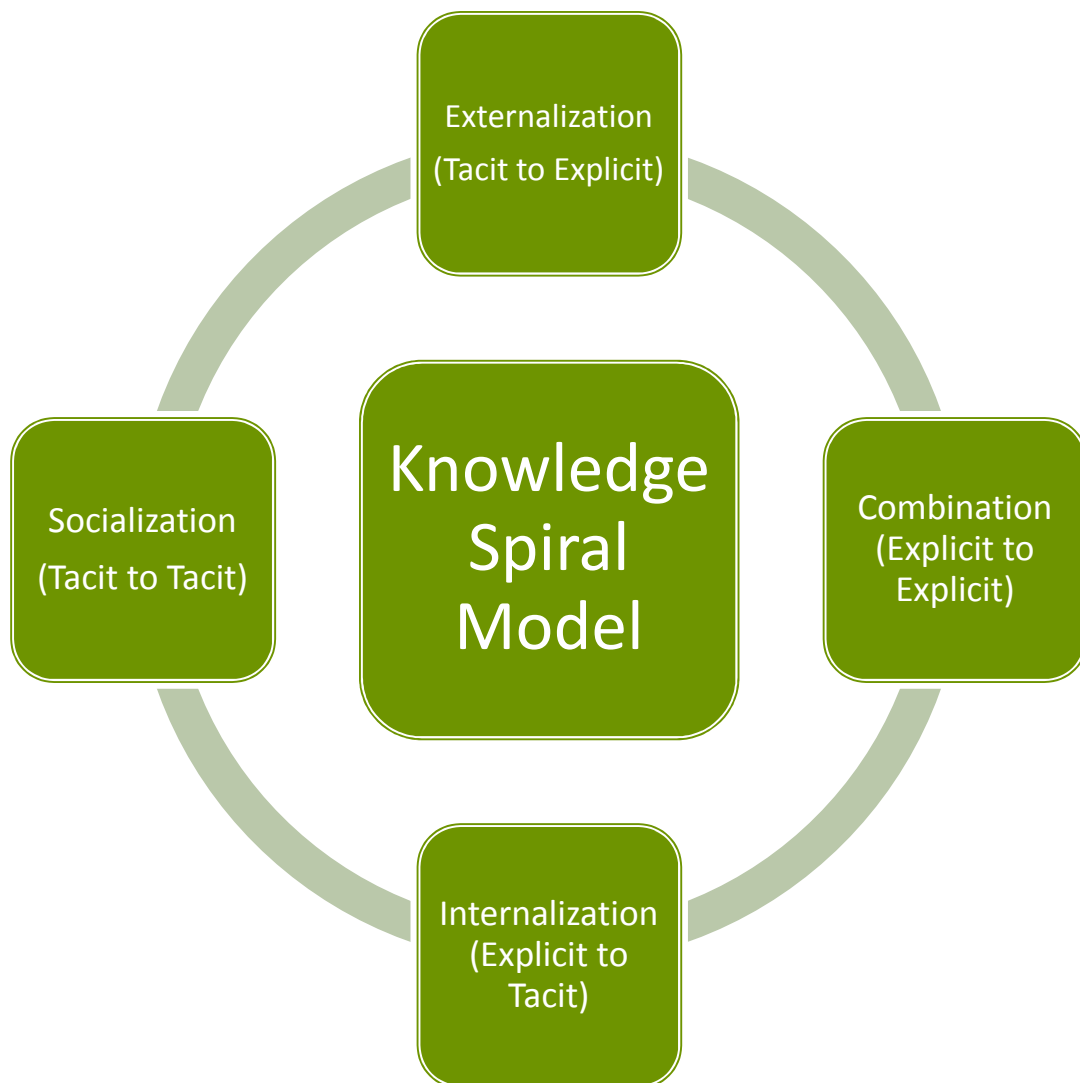 Externalization
(Tacit to Explicit)
Knowledge
Spiral
Model
Socialization
(Tacit to Tacit)
Combination
(Explicit to
Explicit)
Internalization
(Explicit to
Tacit)